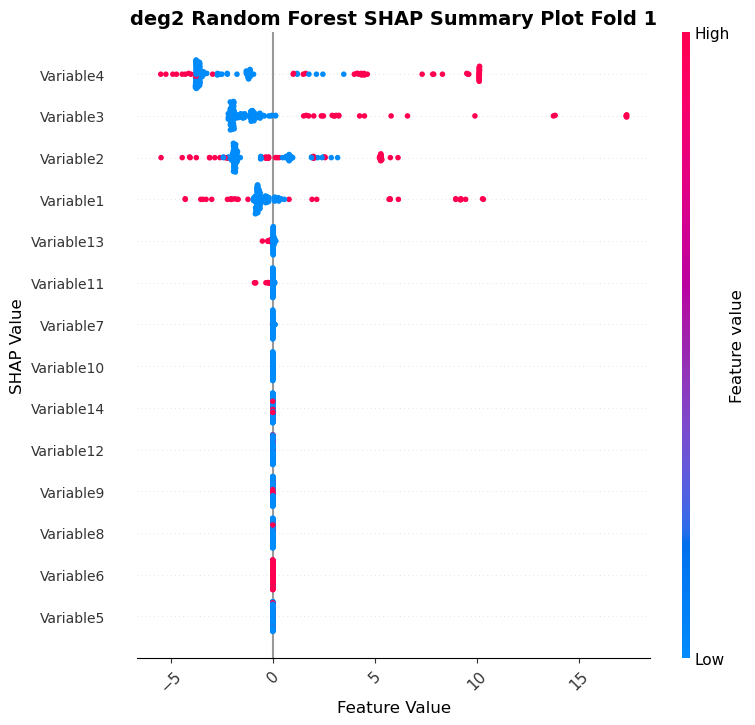 deg2 Random Forest SHAP Summary Plot Fold 1
High
Variable4
Variable3
Variable2
Variable1
Variable13
Variable11
Variable7
Variable10
Variable14
Variable12
Variable9
Variable8
Variable6
Variable5
SHAP Value
Feature value
Low
−5
0
5
10
15
Feature Value